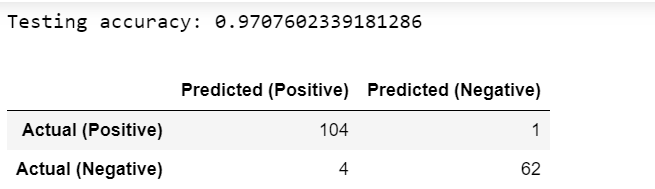 Testing accuracy: 0.9707602339181286
Predicted (Positive) Predicted (Negative)
Actual (Positive) 104 1
Actual (Negative) 4 62